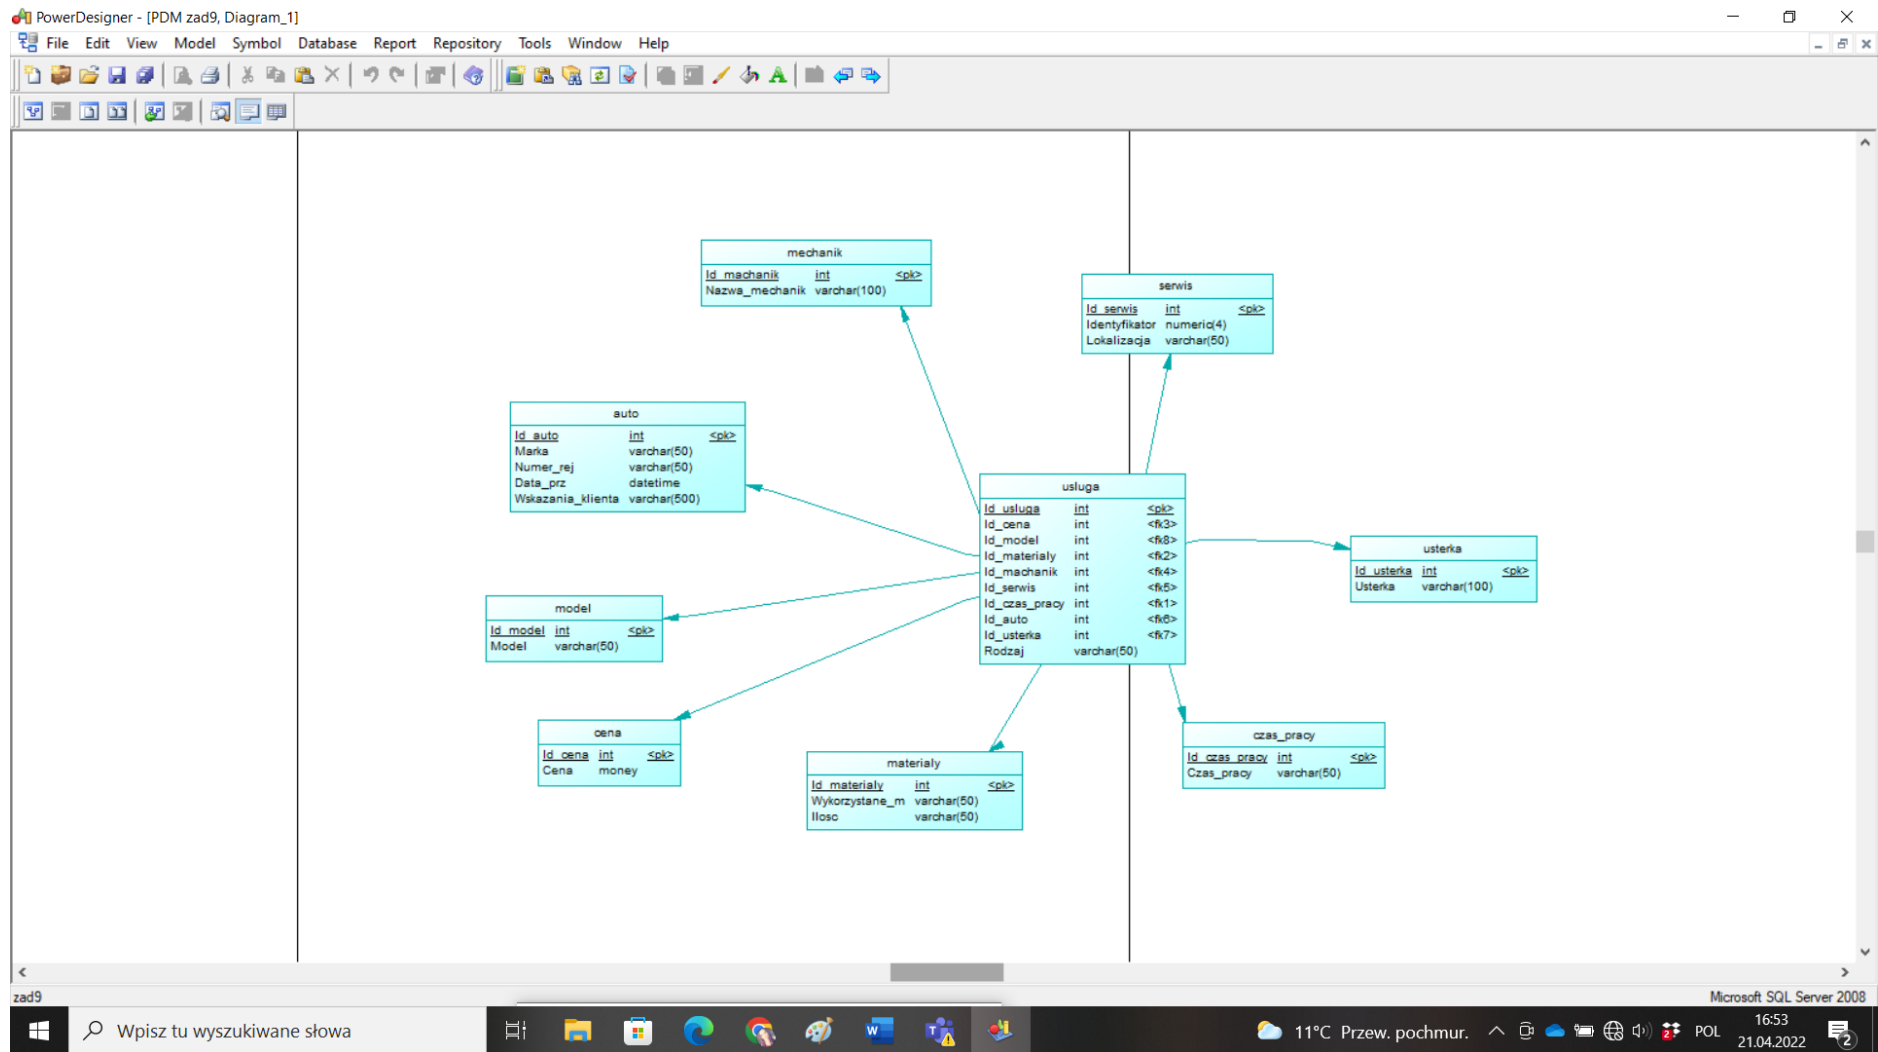 PowerDesigner - [PDM zad9, Diagram_1]
File Edit View Model Symbol Database Report Repository Tools Window Help
mechanik
Id_machanik int <pk>
Nazwa_mechanik varchar(100)
serwis
Id_serwis int <pk>
Identyfikator numeric(4)
Lokalizacja varchar(50)
auto
Id_auto int <pk>
Marka varchar(50)
Numer_rej varchar(50)
Data_prz datetime
Wskazania_klienta varchar(500)
usluga
Id_usluga int <pk>
Id_cena int <fk3>
Id_model int <fk8>
Id_materialy int <fk2>
Id_machanik int <fk4>
Id_serwis int <fk5>
Id_czas_pracy int <fk1>
Id_auto int <fk6>
Id_usterka int <fk7>
Rodzaj varchar(50)
usterka
Id_usterka int <pk>
Usterka varchar(100)
model
Id_model int <pk>
Model varchar(50)
cena
Id_cena int <pk>
Cena money
materialy
Id_materialy int <pk>
Wykorzystane_m varchar(50)
Ilosc varchar(50)
czas_pracy
Id_czas_pracy int <pk>
Czas_pracy varchar(50)
zad9
Microsoft SQL Server 2008
Wpisz tu wyszukiwane słowa
11°C Przew. pochmur.
POL
16:53
21.04.2022
2